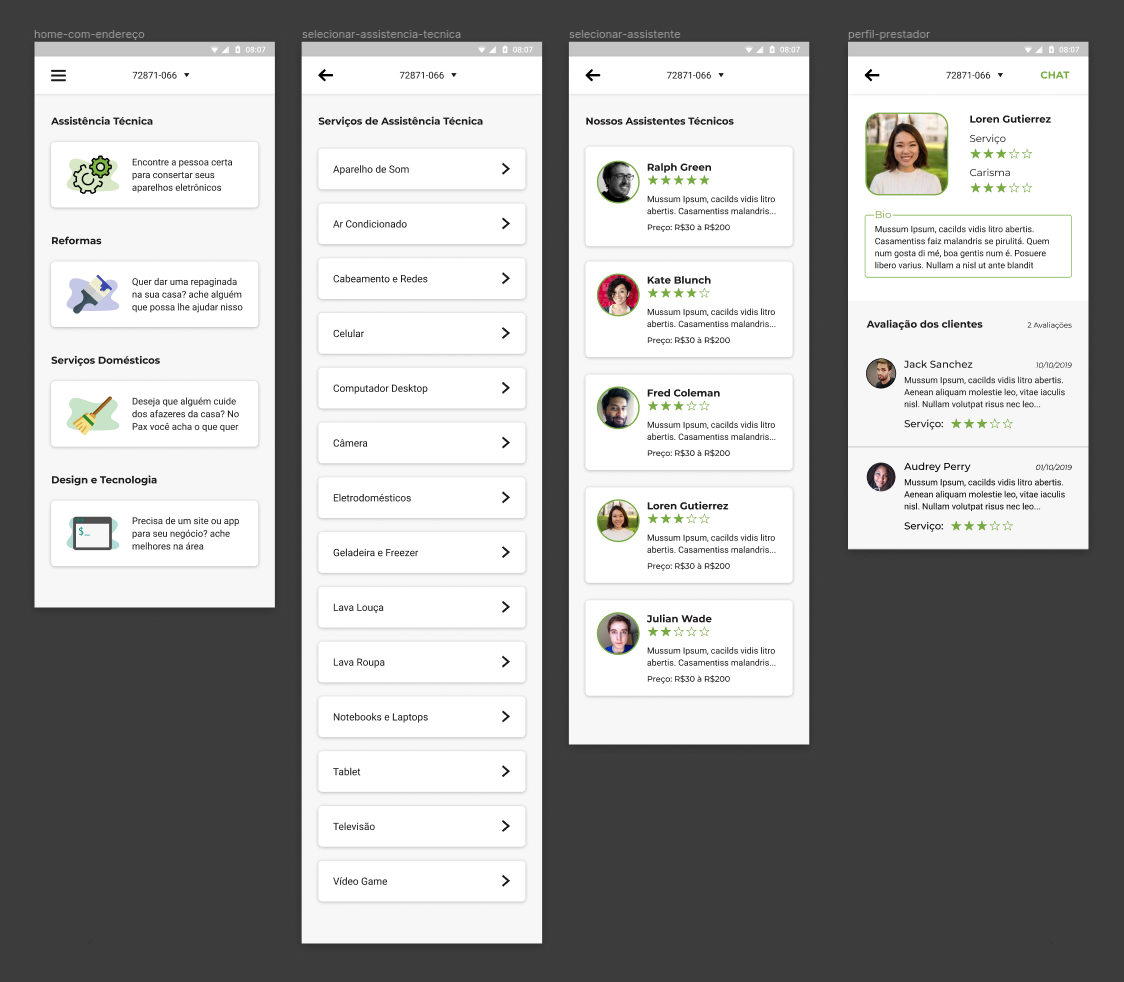 home-com-endereço
08:07
72871-066
Assistência Técnica
Encontre a pessoa certa
para consertar seus
aparelhos eletrônicos
Reformas
Quer dar uma repaginada
na sua casa? ache alguém
que possa lhe ajudar nisso
Serviços Domésticos
Deseja que alguém cuide
dos afazeres da casa? No
Pax você acha o que quer
Design e Tecnologia
$_
Precisa de um site ou app
para seu negócio? ache
melhores na área
selecionar-assistencia-tecnica
08:07
72871-066
Serviços de Assistência Técnica
Aparelho de Som
Ar Condicionado
Cabeamento e Redes
Celular
Computador Desktop
Câmera
Eletrodomésticos
Geladeira e Freezer
Lava Louça
Lava Roupa
Notebooks e Laptops
Tablet
Televisão
Vídeo Game
selecionar-assistente
08:07
72871-066
Nossos Assistentes Técnicos
Ralph Green
Mussum Ipsum, cacilds vidis litro
abertis. Casamentiss malandris...
Preço: R$30 à R$200
Kate Blunch
Mussum Ipsum, cacilds vidis litro
abertis. Casamentiss malandris...
Preço: R$30 à R$200
Fred Coleman
Mussum Ipsum, cacilds vidis litro
abertis. Casamentiss malandris...
Preço: R$30 à R$200
Loren Gutierrez
Mussum Ipsum, cacilds vidis litro
abertis. Casamentiss malandris...
Preço: R$30 à R$200
Julian Wade
Mussum Ipsum, cacilds vidis litro
abertis. Casamentiss malandris...
Preço: R$30 à R$200
perfil-prestador
08:07
72871-066
CHAT
Loren Gutierrez
Serviço
Carisma
Bio
Mussum Ipsum, cacilds vidis litro abertis.
Casamentiss faiz malandris se pirulitá. Quem
num gosta di mé, boa gentis num é. Posuere
libero varius. Nullam a nisl ut ante blandit
Avaliação dos clientes
2 Avaliações
Jack Sanchez
10/10/2019
Mussum Ipsum, cacilds vidis litro abertis.
Aenean aliquam molestie leo, vitae iaculis
nisl. Nullam volutpat risus nec leo...
Serviço:
Audrey Perry
01/10/2019
Mussum Ipsum, cacilds vidis litro abertis.
Aenean aliquam molestie leo, vitae iaculis
nisl. Nullam volutpat risus nec leo...
Serviço: